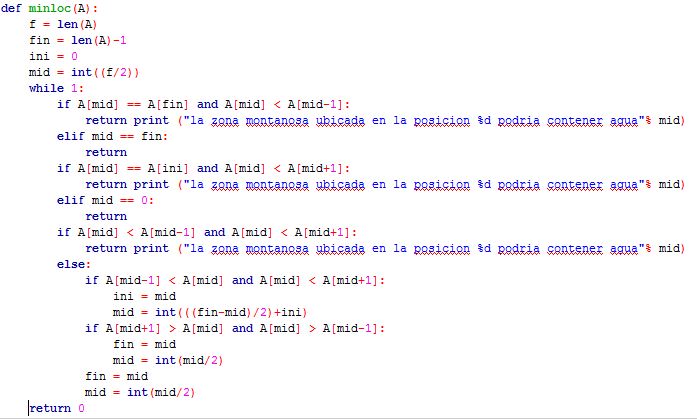 def minloc(A):
    f = len(A)
    fin = len(A)-1
    ini = 0
    mid = int((f/2))
    while 1:
        if A[mid] == A[fin] and A[mid] < A[mid-1]:
            return print ("la zona montanosa ubicada en la posicion %d podria contener agua"% mid)
        elif mid == fin:
            return
        if A[mid] == A[ini] and A[mid] < A[mid+1]:
            return print ("la zona montanosa ubicada en la posicion %d podria contener agua"% mid)
        elif mid == 0:
            return
        if A[mid] < A[mid-1] and A[mid] < A[mid+1]:
            return print ("la zona montanosa ubicada en la posicion %d podria contener agua"% mid)
        else:
            if A[mid-1] < A[mid] and A[mid] < A[mid+1]:
                ini = mid
                mid = int(((fin-mid)/2)+ini)
            if A[mid+1] > A[mid] and A[mid] > A[mid-1]:
                fin = mid
                mid = int(mid/2)
            fin = mid
            mid = int(mid/2)
    return 0